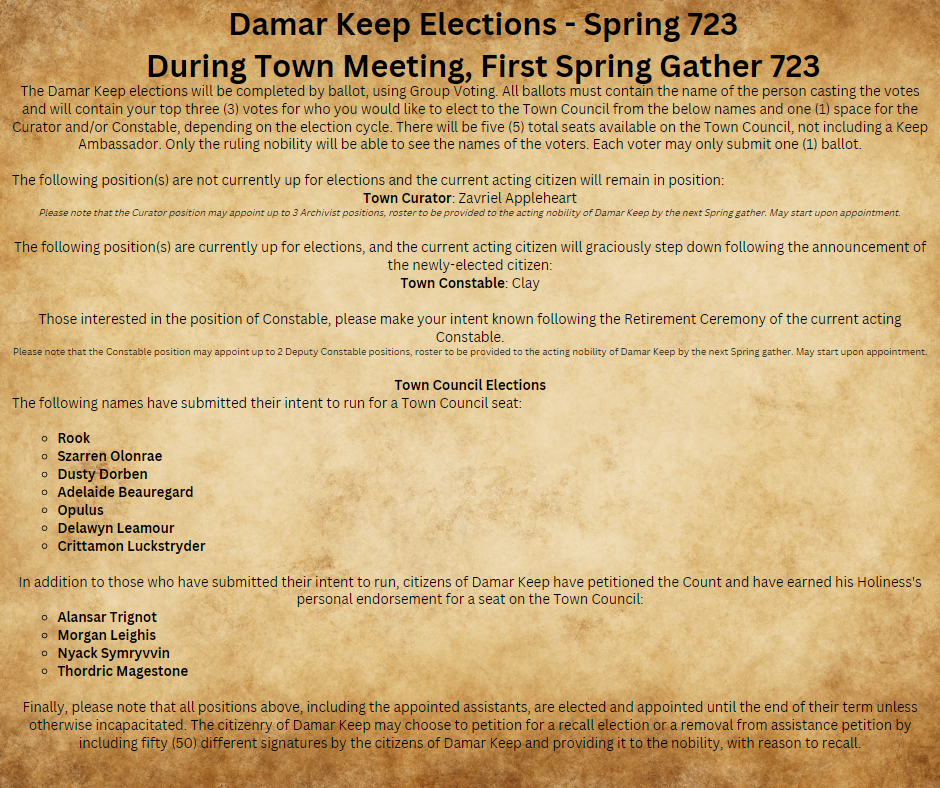 Damar Keep Elections - Spring 723
During Town Meeting, First Spring Gather 723
The Damar Keep elections will be completed by ballot, using Group Voting. All ballots must contain the name of the person casting the votes
and will contain your top three (3) votes for who you would like to elect to the Town Council from the below names and one (1) space for the
Curator and/or Constable, depending on the election cycle. There will be five (5) total seats available on the Town Council, not including a Keep
Ambassador. Only the ruling nobility will be able to see the names of the voters. Each voter may only submit one (1) ballot.
The following position(s) are not currently up for elections and the current acting citizen will remain in position:
Town Curator: Zavriel Appleheart
Please note that the Curator position may appoint up to 3 Archivist positions, roster to be provided to the acting nobility of Damar Keep by the next Spring gather. May start upon appointment.
The following position(s) are currently up for elections, and the current acting citizen will graciously step down following the announcement of
the newly-elected citizen:
Town Constable: Clay
Those interested in the position of Constable, please make your intent known following the Retirement Ceremony of the current acting
Constable.
Please note that the Constable position may appoint up to 2 Deputy Constable positions, roster to be provided to the acting nobility of Damar Keep by the next Spring gather. May start upon appointment.
Town Council Elections
The following names have submitted their intent to run for a Town Council seat:
Rook
Szarren Olonrae
Dusty Dorben
Adelaide Beauregard
Opulus
Delawyn Leamour
Crittamon Luckstryder
In addition to those who have submitted their intent to run, citizens of Damar Keep have petitioned the Count and have earned his Holiness's
personal endorsement for a seat on the Town Council:
Alansar Trignot
Morgan Leighis
Nyack Symryvvin
Thordric Magestone
Finally, please note that all positions above, including the appointed assistants, are elected and appointed until the end of their term unless
otherwise incapacitated. The citizenry of Damar Keep may choose to petition for a recall election or a removal from assistance petition by
including fifty (50) different signatures by the citizens of Damar Keep and providing it to the nobility, with reason to recall.